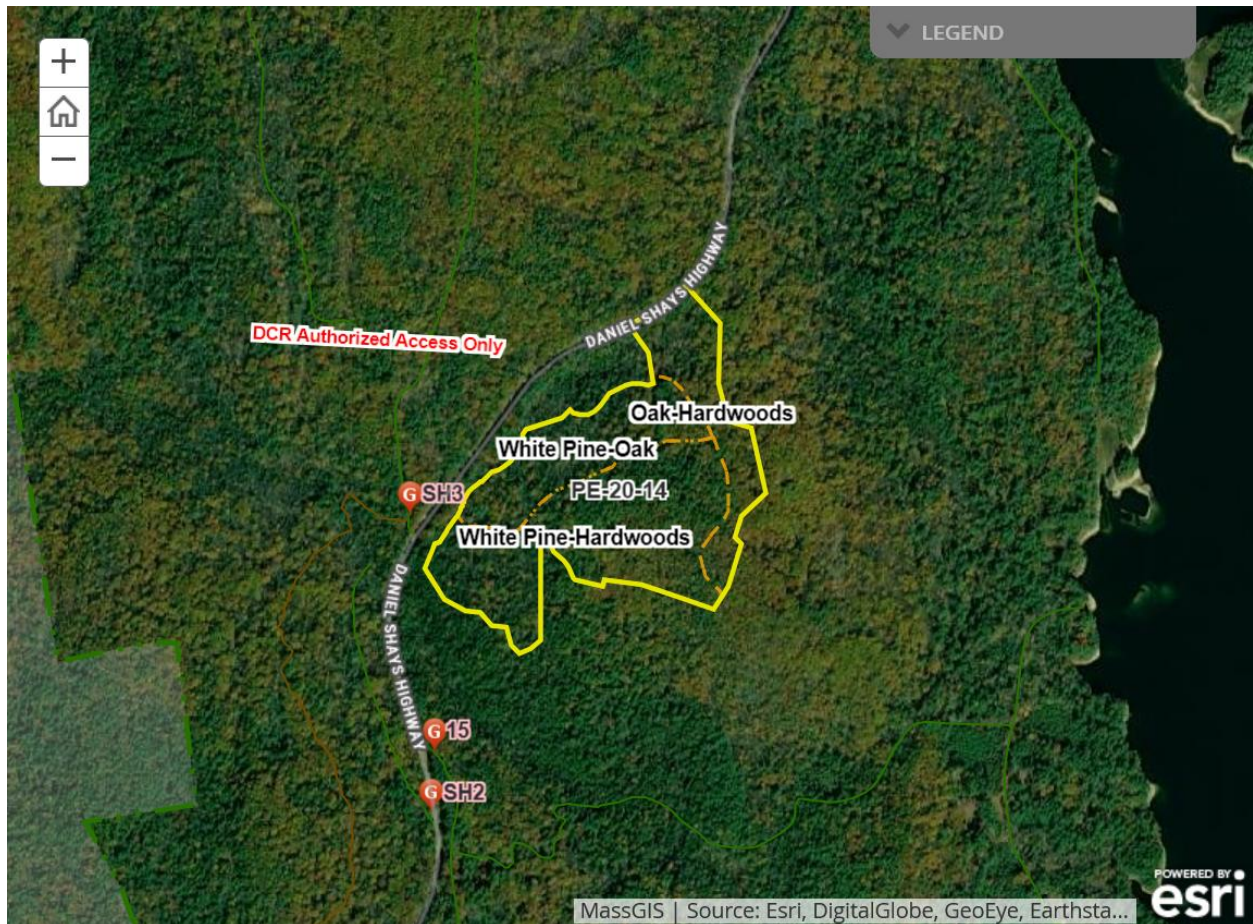 +
−
LEGEND
DANIEL SHAYS HIGHWAY
DCR Authorized Access Only
Oak-Hardwoods
White Pine-Oak
PE-20-14
G SH3
White Pine-Hardwoods
DANIEL SHAYS HIGHWAY
G 15
G SH2
POWERED BY
esri
MassGIS | Source: Esri, DigitalGlobe, GeoEye, Earthsta...